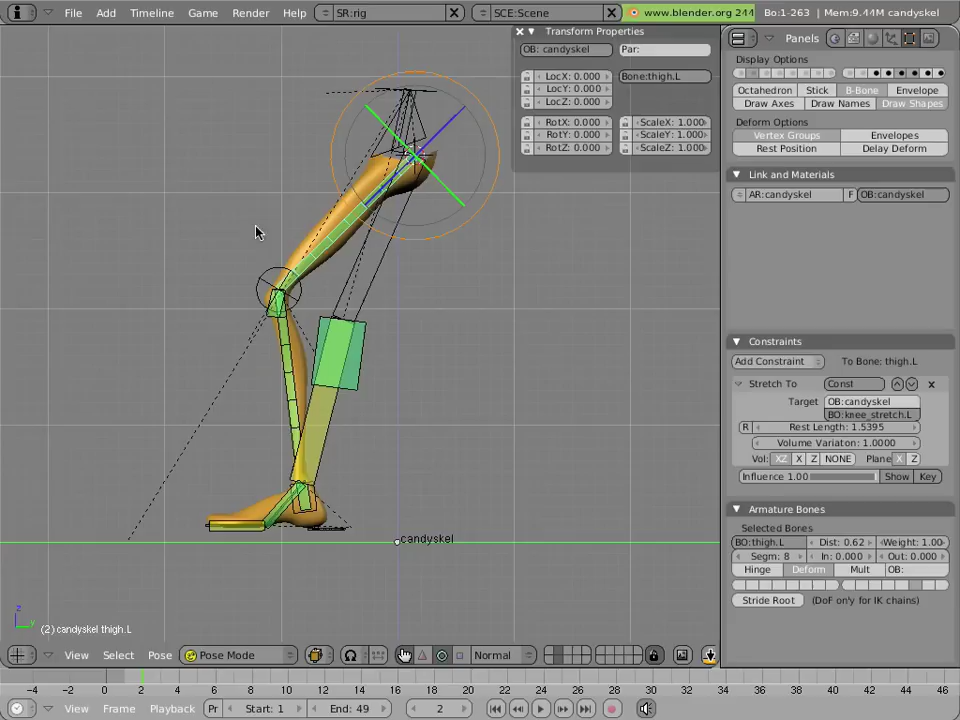 File Add Timeline Game Render Help SR:rig SCE:Scene www.blender.org 244 Bo:1-263 | Mem:9.44M candyskel
Transform Properties
OB: candyskel Par:
LocX: 0.000 Bone:thigh.L
LocY: 0.000
LocZ: 0.000
RotX: 0.000 ScaleX: 1.000
RotY: 0.000 ScaleY: 1.000
RotZ: 0.000 ScaleZ: 1.000
Panels
Display Options
Octahedron Stick B-Bone Envelope
Draw Axes Draw Names Draw Shapes
Deform Options
Vertex Groups Envelopes
Rest Position Delay Deform
Link and Materials
AR:candyskel F OB:candyskel
Constraints
Add Constraint To Bone: thigh.L
Stretch To Const
Target OB:candyskel
BO:knee_stretch.L
R Rest Length: 1.5395
Volume Variaton: 1.0000
Vol: XZ X Z NONE Plane X Z
Influence 1.00 Show Key
Armature Bones
Selected Bones
BO:thigh.L Dist: 0.62 Weight: 1.00
Segm: 8 In: 0.000 Out: 0.000
Hinge Deform Mult OB:
Stride Root (DoF only for IK chains)
candyskel
z
y
(2) candyskel thigh.L
View Select Pose Pose Mode Normal
-4 -2 0 2 4 6 8 10 12 14 16 18 20 22 24 26 28 30 32 34 36 38 40 42 44 46
View Frame Playback Pr Start: 1 End: 49 2